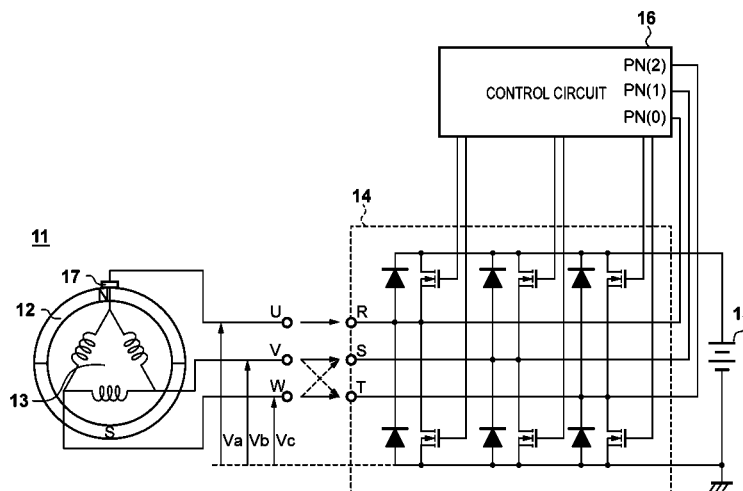 16
PN(2)
CONTROL CIRCUIT
PN(1)
PN(0)
14
11
17
N
12
U
R
V
S
13
W
T
S
Va
Vb
Vc